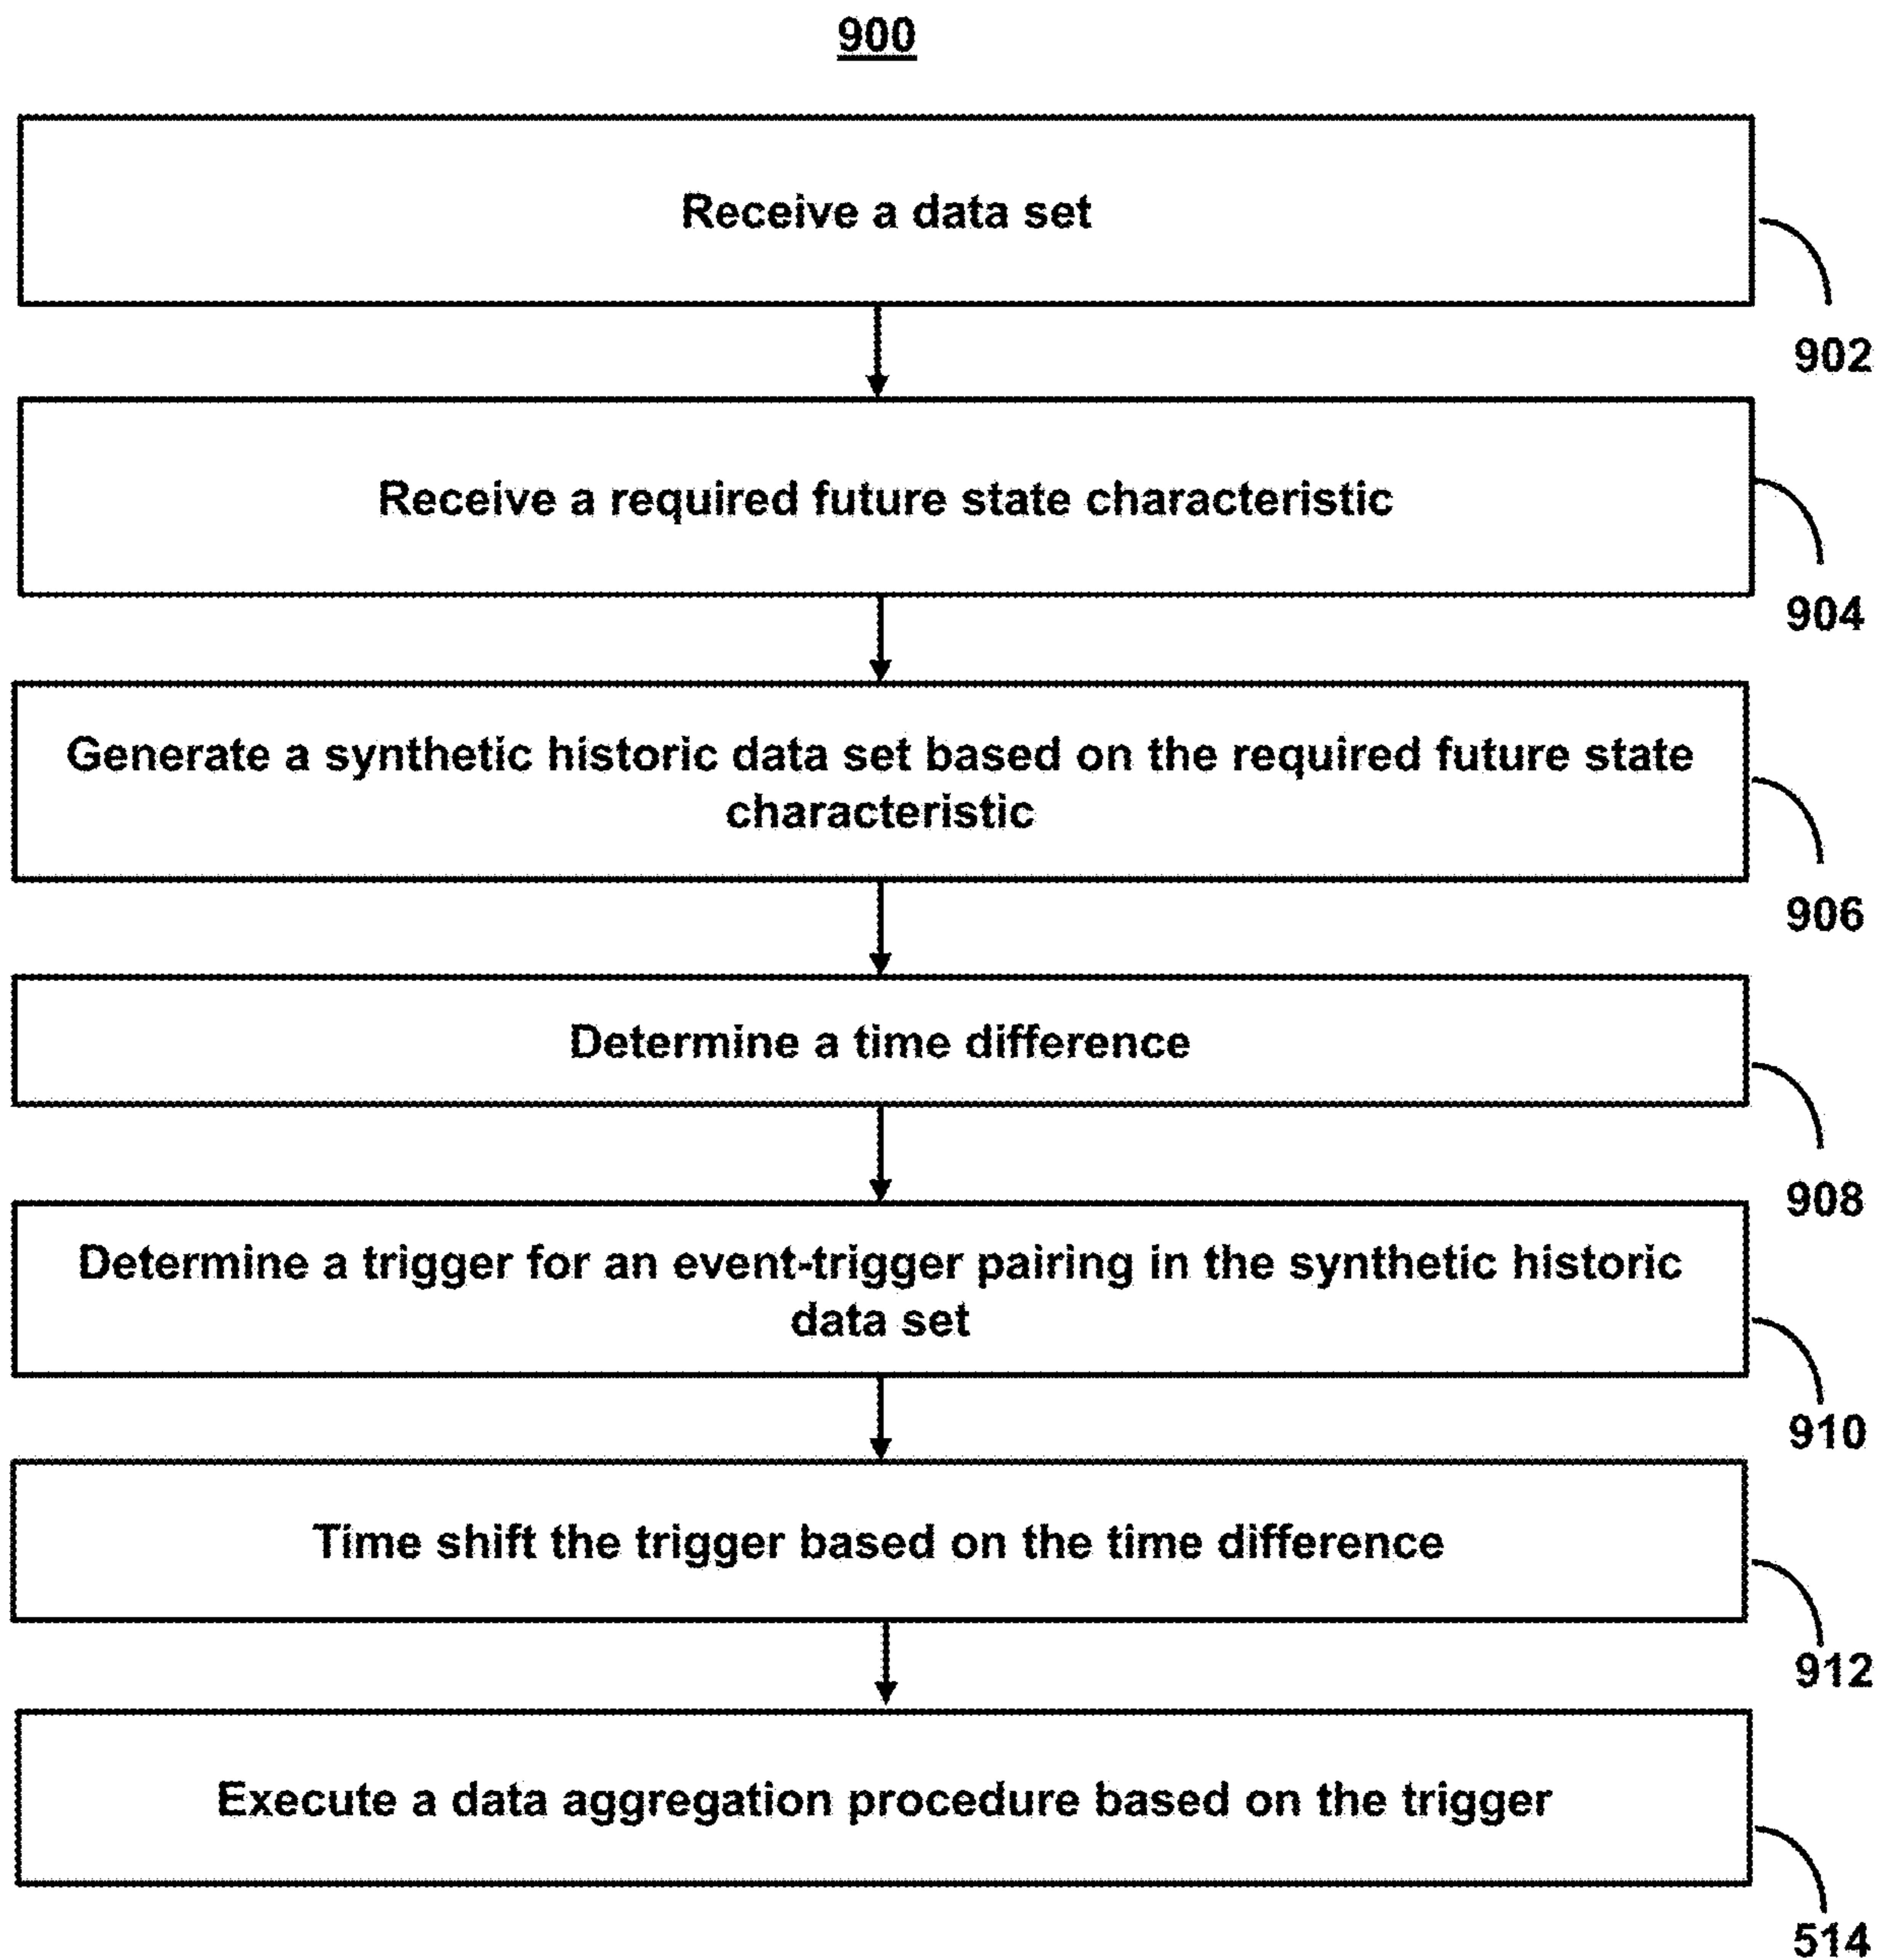 900
Receive a data set
902
Receive a required future state characteristic
904
Generate a synthetic historic data set based on the required future state
characteristic
906
Determine a time difference
908
Determine a trigger for an event-trigger pairing in the synthetic historic
data set
910
Time shift the trigger based on the time difference
912
Execute a data aggregation procedure based on the trigger
514